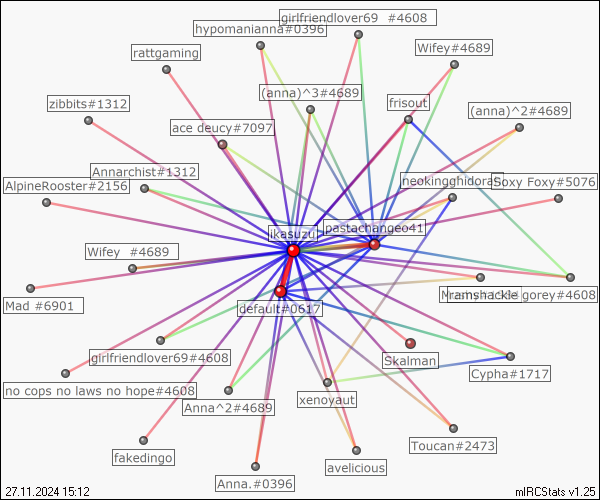 girlfriendlover69 #4608
hypomanianna#0396
Wifey#4689
rattgaming
(anna)^3#4689
frisout
zibbits#1312
(anna)^2#4689
ace deucy#7097
Annarchist#1312
neokingghidorah
Soxy Foxy#5076
AlpineRooster#2156
pastachangeo41
ikasuzu
Wifey #4689
Mad #6901
default#0617
gorey#4608
girlfriendlover69#4608
Skalman
Cypha#1717
no cops no laws no hope#4608
Anna^2#4689
xenoyaut
Toucan#2473
fakedingo
avelicious
Anna.#0396
27.11.2024 15:12
mIRCStats v1.25